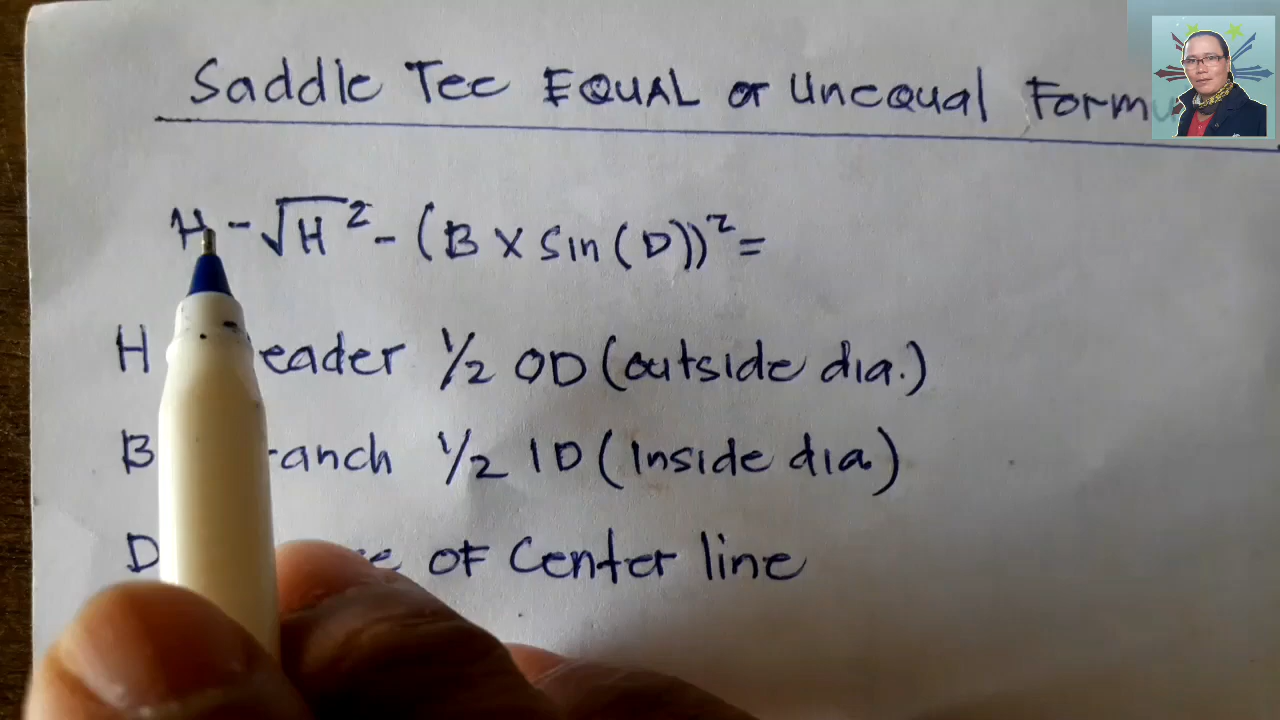 Saddle Tee EQUAL or Unequal Formu
H - √H² - (B X Sin (D))² =
H eader 1/2 OD (outside dia.)
B ranch 1/2 ID (Inside dia)
D of Center line